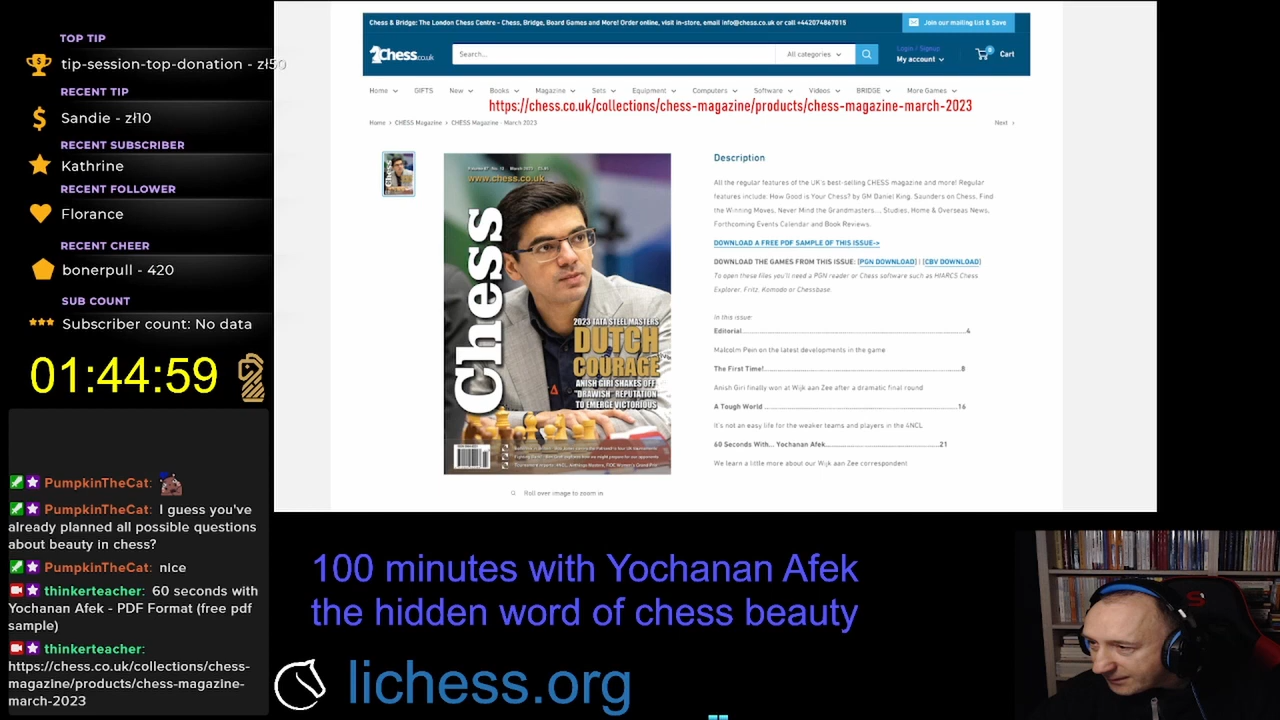 TOP TIP
tip start-to donation - zł50
RECENT TIP
Sandie - zł10
RECENT SUBSCRIBER
Kathrine
RECENT FOLLOWER
SUB COUNT
Subscriber count: No data
01:44:59
PumpkinTheCat:
PumpkinTheCat: I guess you've
already planned all possible questions
about beauty in chess?
PumpkinTheCat: nice
thinkerteacher: 60 seconds with
Yochanan Afek - PDF Format (free pdf
sample)
thinkerteacher:
https://chess.co.uk/collections/chess-
magazine/products/chess-magazine-
march-2023
Chess & Bridge: The London Chess Centre - Chess, Bridge, Board Games and More! Order online, visit in-store, email info@chess.co.uk or call +442074867015
Join our mailing list & Save
Chess.co.uk
Search...
All categories
Login / Signup
My account
0
Cart
Home
GIFTS
New
Books
Magazine
Sets
Equipment
Computers
Software
Videos
BRIDGE
More Games
https://chess.co.uk/collections/chess-magazine/products/chess-magazine-march-2023
Home > CHESS Magazine > CHESS Magazine - March 2023
Next >
www.chess.co.uk
Chess
2023 TATA STEEL MASTERS
DUTCH
COURAGE
ANISH GIRI SHAKES OFF
"DRAWISH" REPUTATION
TO EMERGE VICTORIOUS
Roll over image to zoom in
Description
All the regular features of the UK's best-selling CHESS magazine and more! Regular
features include, How Good is Your Chess? by GM Daniel King, Saunders on Chess, Find
the Winning Moves, Never Mind the Grandmasters..., Studies, Home & Overseas News,
Forthcoming Events Calendar and Book Reviews.
DOWNLOAD A FREE PDF SAMPLE OF THIS ISSUE->
DOWNLOAD THE GAMES FROM THIS ISSUE: [PGN DOWNLOAD] | [CBV DOWNLOAD]
To open these files you'll need a PGN reader or Chess software such as HIARCS Chess
Explorer, Fritz, Komodo or Chessbase.
In this issue:
Editorial....................4
Malcolm Pein on the latest developments in the game
The First Time!....................8
Anish Giri finally won at Wijk aan Zee after a dramatic final round
A Tough World ....................16
It's not an easy life for the weaker teams and players in the 4NCL
60 Seconds With... Yochanan Afek....................21
We learn a little more about our Wijk aan Zee correspondent
100 minutes with Yochanan Afek
the hidden word of chess beauty
lichess.org